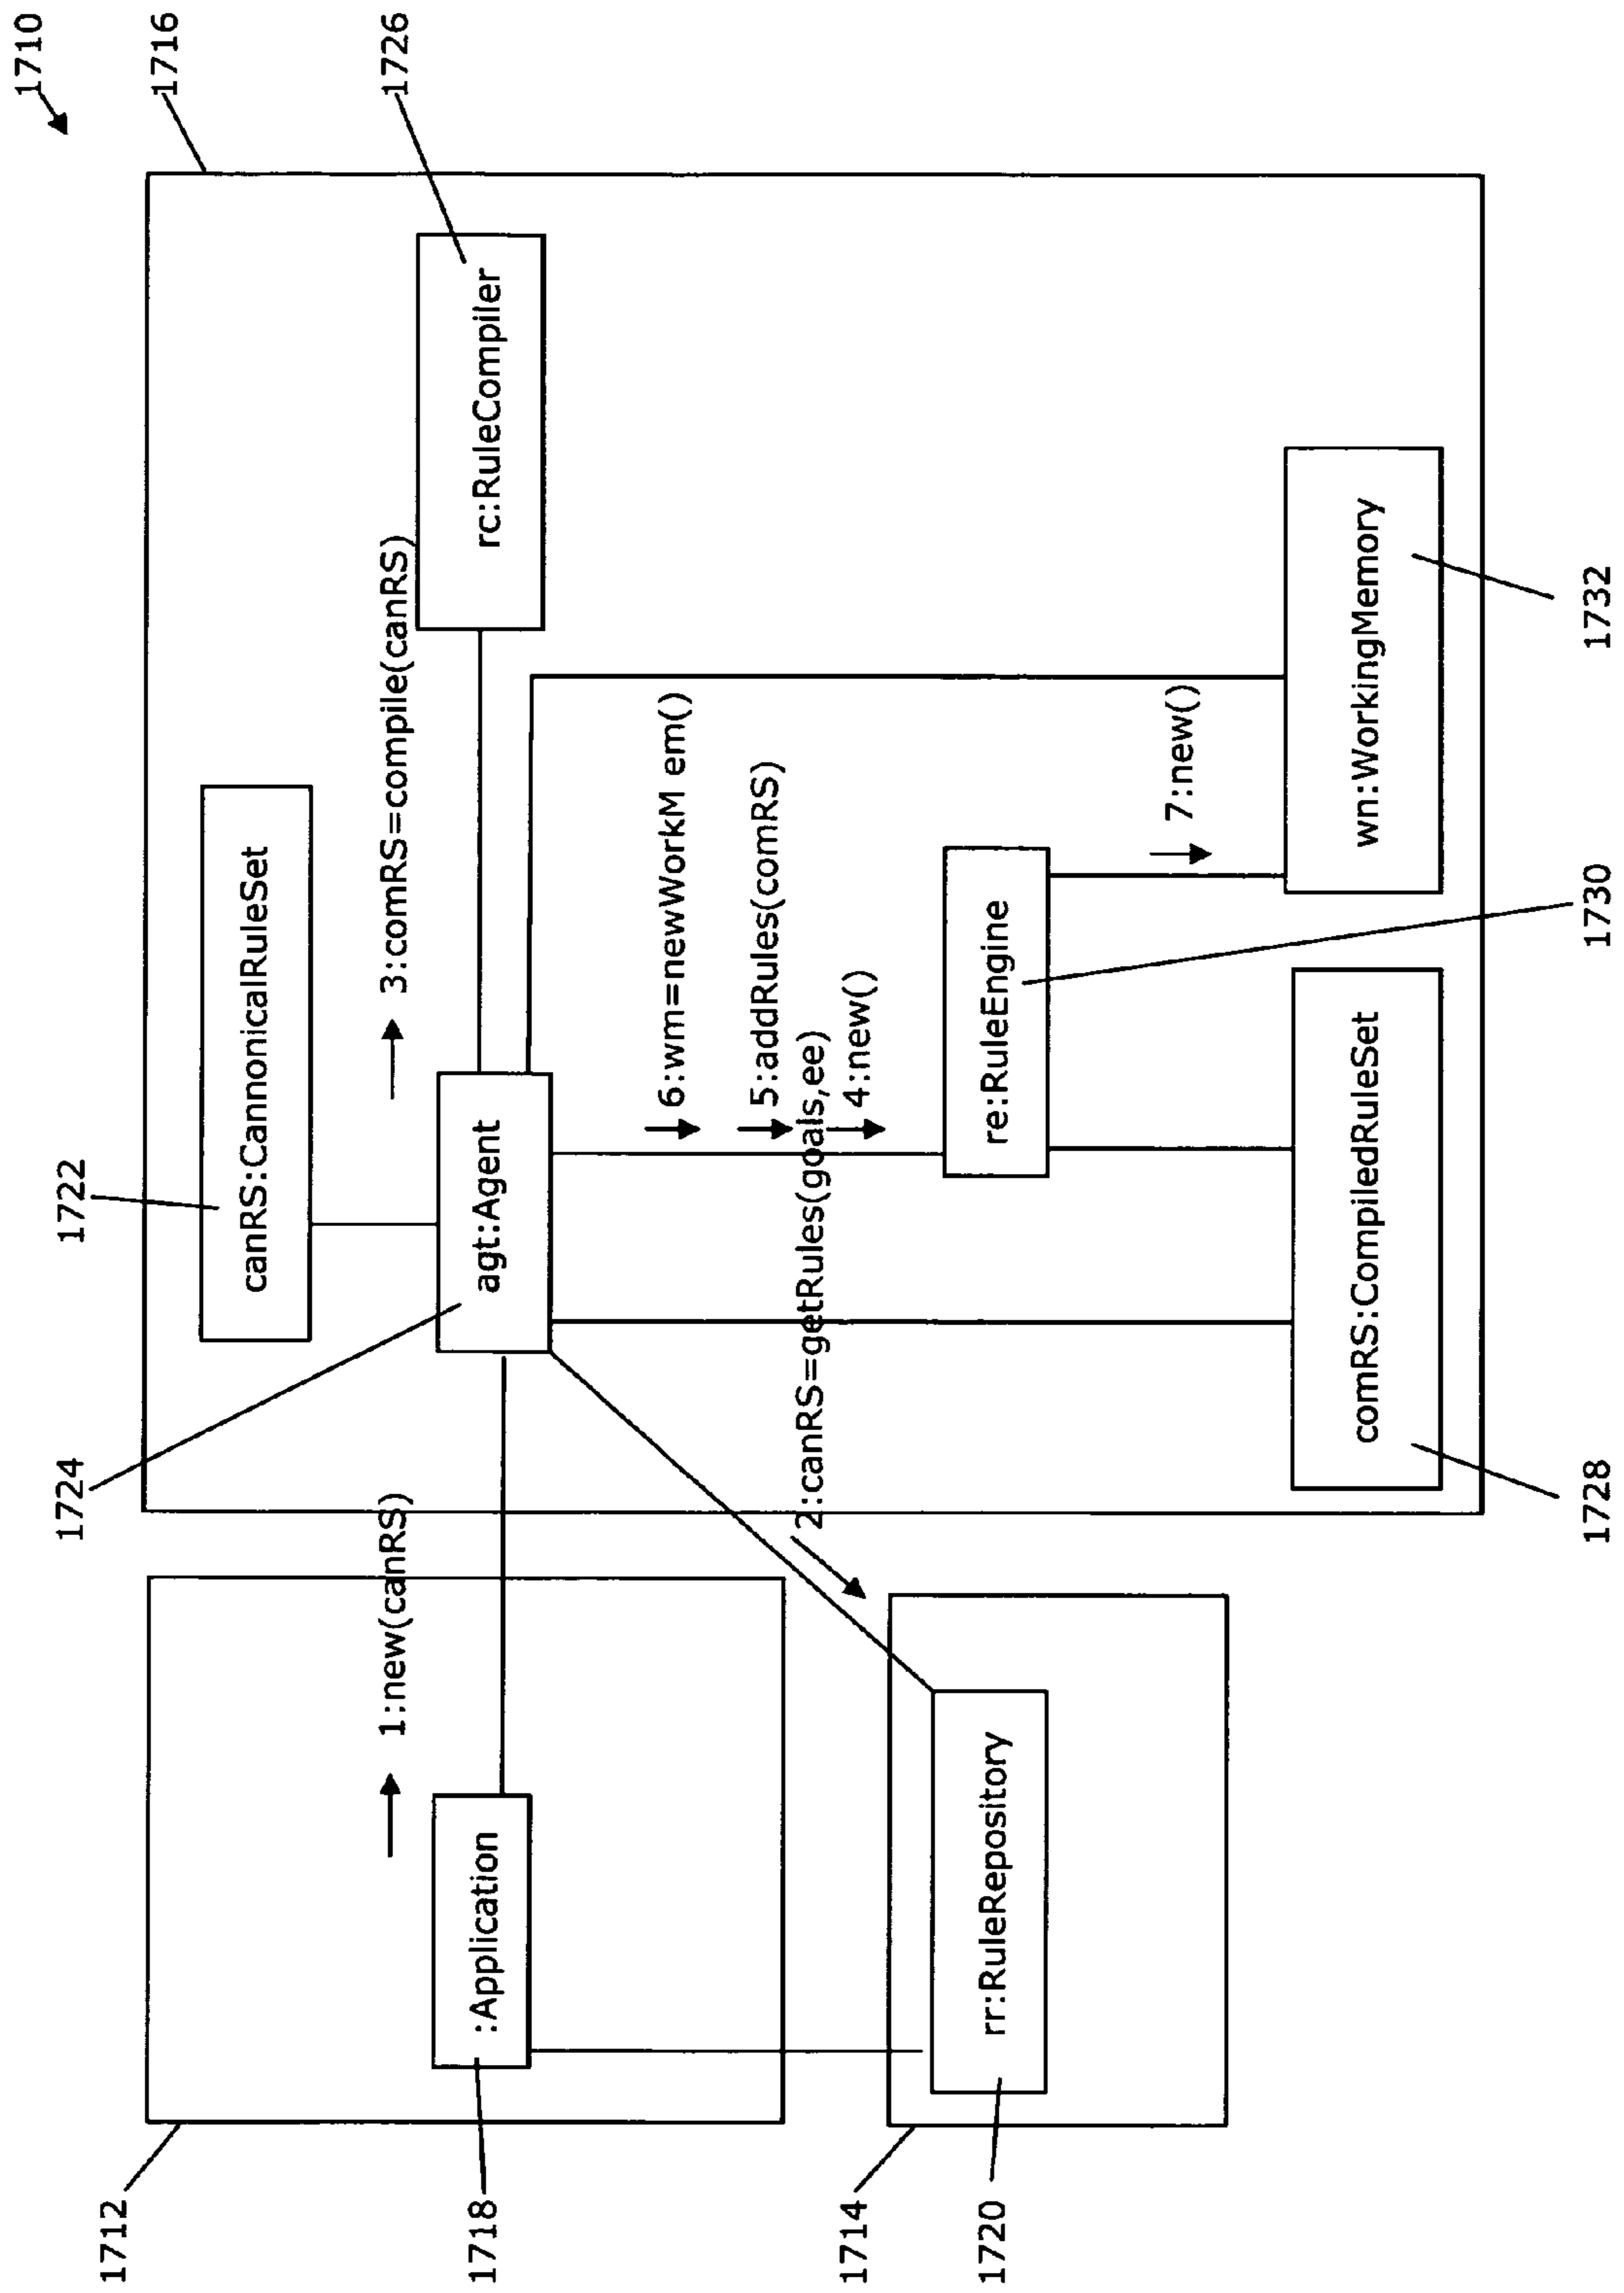 1710
1716
1726
1722
canRS:CannonicalRuleSet
3:comRS=compile(canRS)
rc:RuleCompiler
1724
agt:Agent
1:new(canRS)
6:wm=newWorkM em()
5:addRules(comRS)
2:canRS=getRules(goals,ee)
4:new()
7:new()
re:RuleEngine
wn:WorkingMemory
comRS:CompiledRuleSet
1712
:Application
1718
1714
rr:RuleRepository
1720
1728
1730
1732